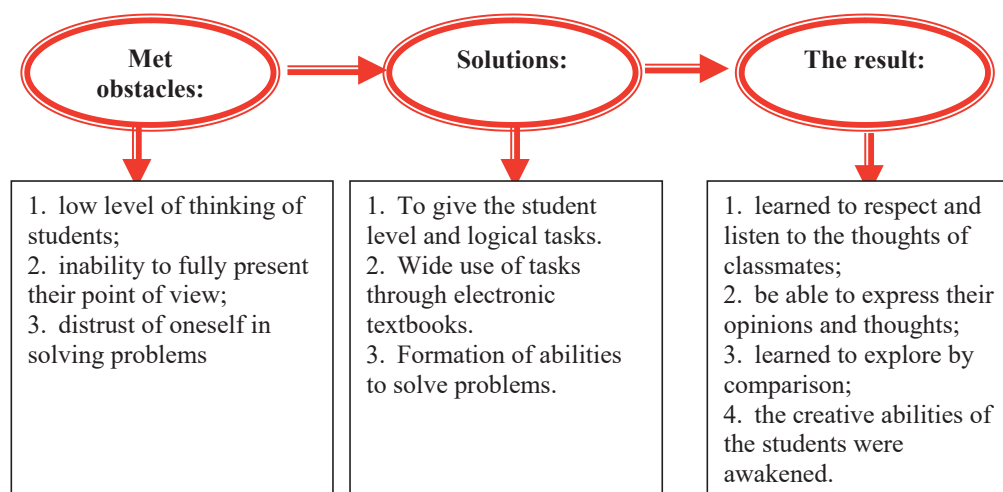 Met
obstacles:
Solutions:
The result:
1. low level of thinking of
students;
2. inability to fully present
their point of view;
3. distrust of oneself in
solving problems
1. To give the student
level and logical tasks.
2. Wide use of tasks
through electronic
textbooks.
3. Formation of abilities
to solve problems.
1. learned to respect and
listen to the thoughts of
classmates;
2. be able to express their
opinions and thoughts;
3. learned to explore by
comparison;
4. the creative abilities of
the students were
awakened.